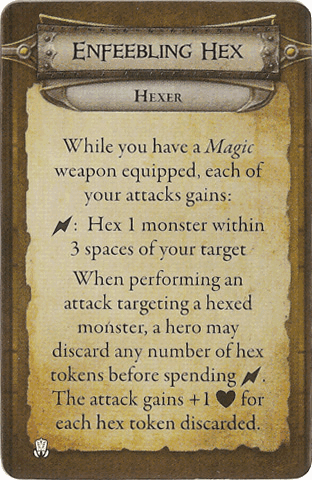 Enfeebling Hex
Hexer
While you have a Magic
weapon equipped, each of
your attacks gains:
: Hex 1 monster within
3 spaces of your target
When performing an
attack targeting a hexed
monster, a hero may
discard any number of hex
tokens before spending .
The attack gains +1 ♥ for
each hex token discarded.